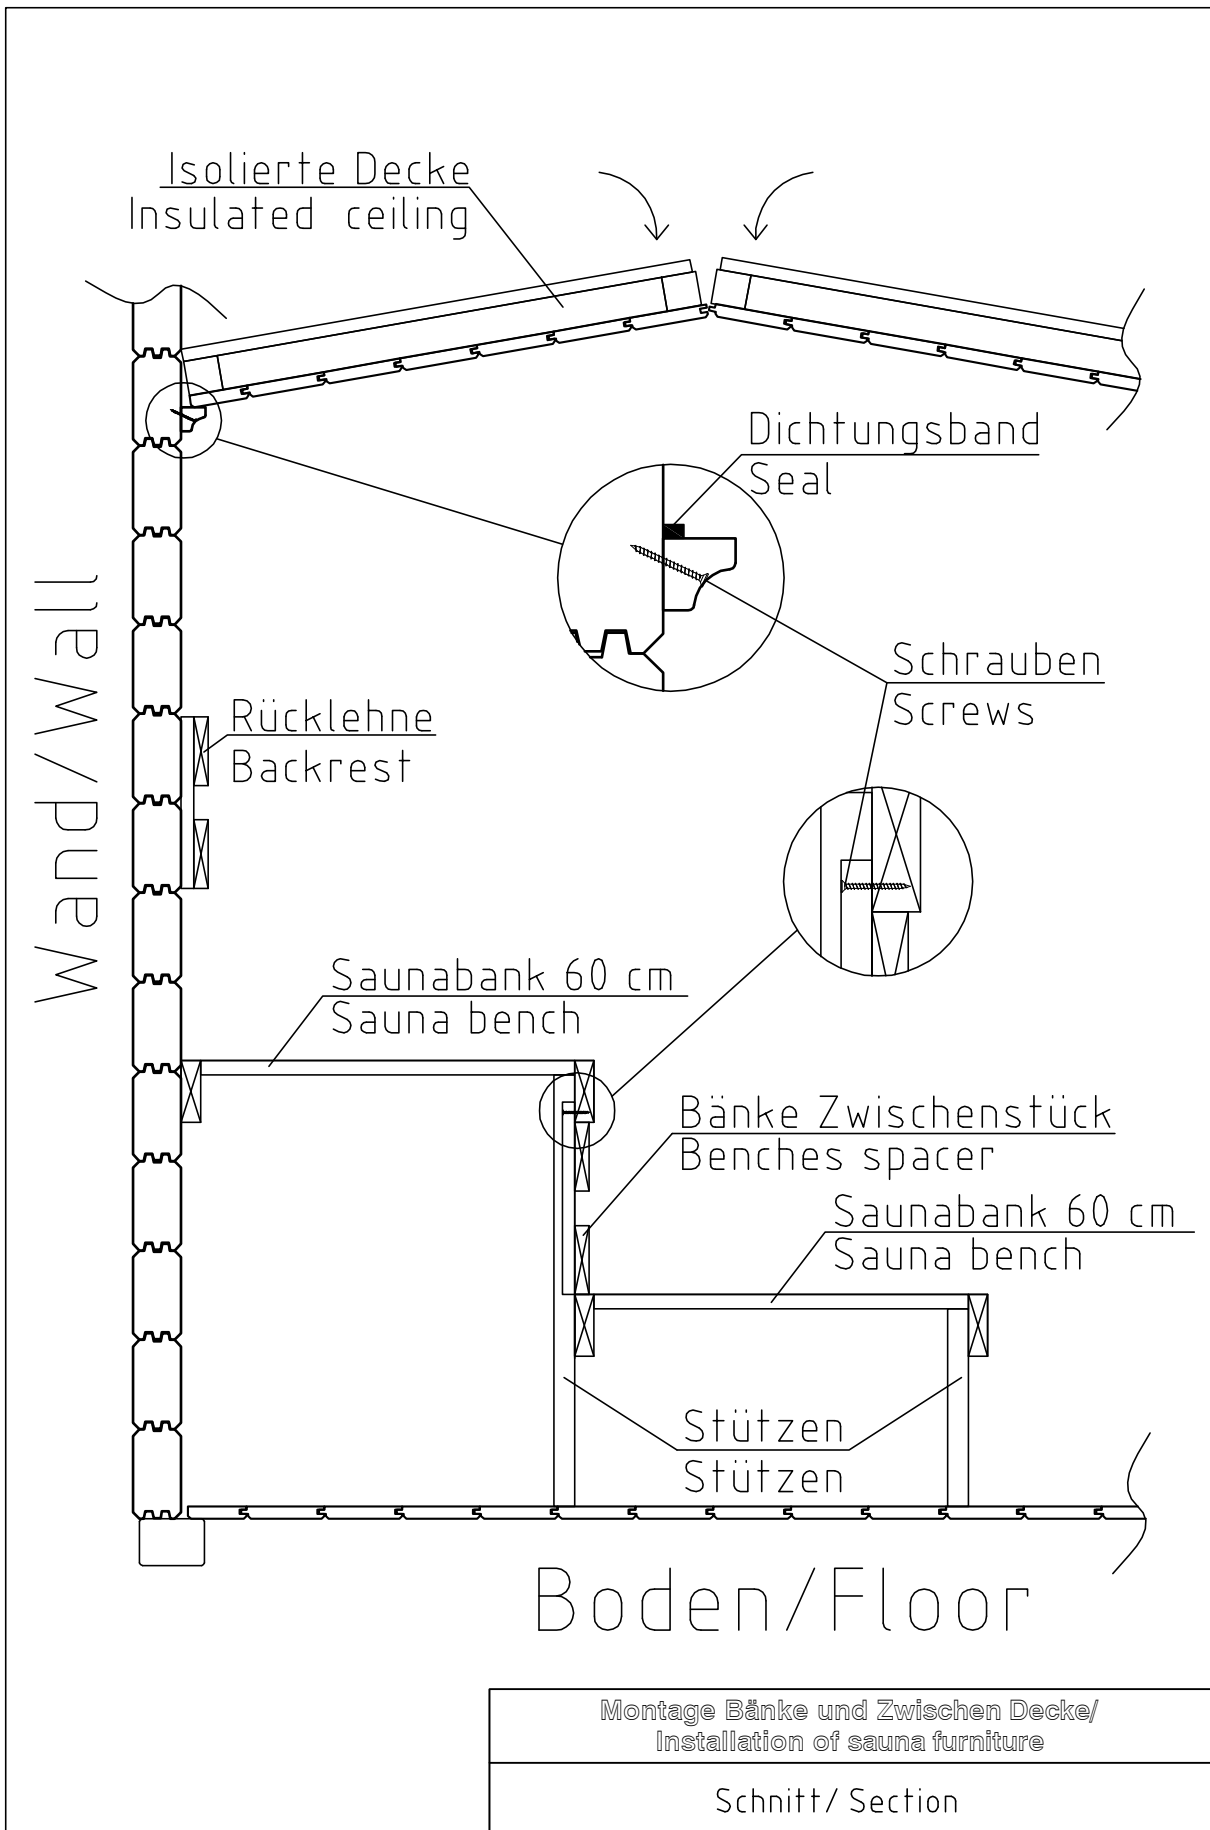 Isolierte Decke
Insulated ceiling
Dichtungsband
Seal
Schrauben
Screws
Wand/Wall
Rücklehne
Backrest
Saunabank 60 cm
Sauna bench
Bänke Zwischenstück
Benches spacer
Saunabank 60 cm
Sauna bench
Stützen
Stützen
Boden/Floor
Montage Bänke und Zwischen Decke/
Installation of sauna furniture
Schnitt/ Section